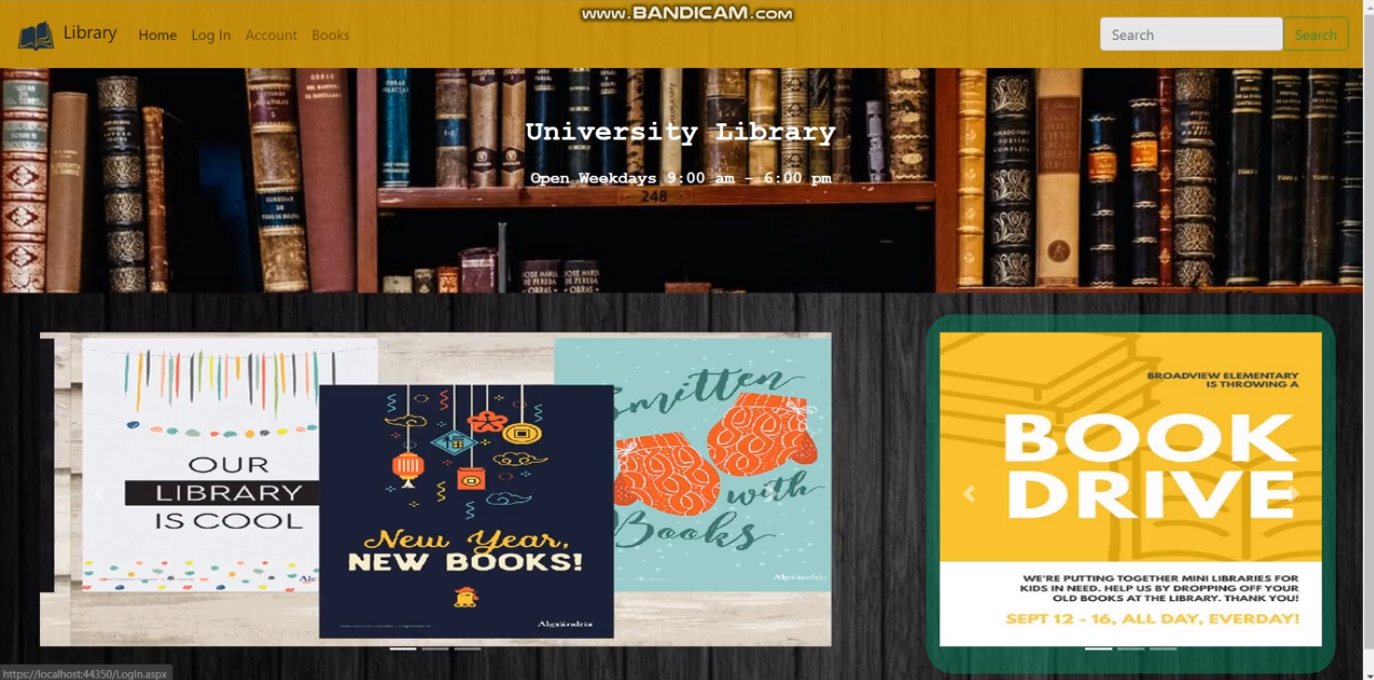 www.BANDICAM.com
Library
Home
Log In
Account
Books
Search
Search
University Library
Open Weekdays 9:00 am - 6:00 pm
248
OUR
LIBRARY
IS COOL
New Year,
NEW BOOKS!
Alexandria
Smitten
with
Books
Alexandria
BROADVIEW ELEMENTARY
IS THROWING A
BOOK
DRIVE
WE'RE PUTTING TOGETHER MINI LIBRARIES FOR
KIDS IN NEED. HELP US BY DROPPING OFF YOUR
OLD BOOKS AT THE LIBRARY. THANK YOU!
SEPT 12 - 16, ALL DAY, EVERDAY!
https://localhost:44350/LogIn.aspx